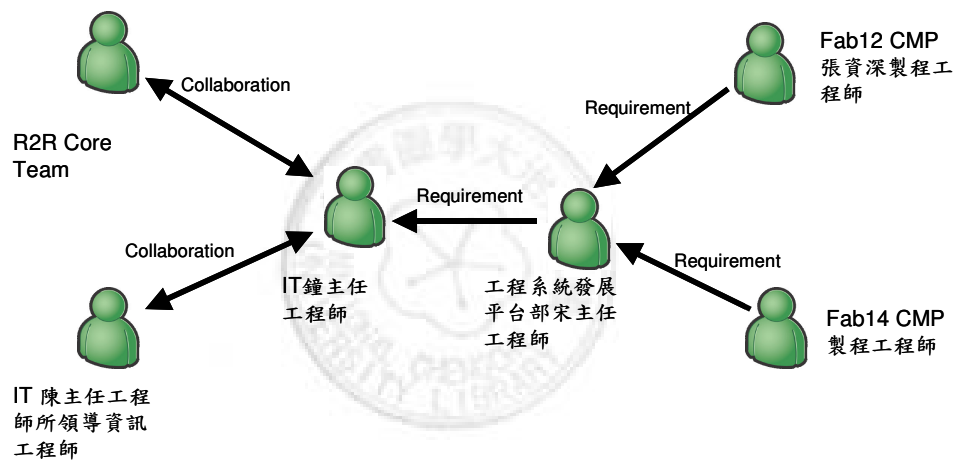 Fab12 CMP
張資深製程工
程師
Collaboration
Requirement
R2R Core
Team
Requirement
Collaboration
IT鐘主任
工程師
工程系統發展
平台部宋主任
工程師
Requirement
Fab14 CMP
製程工程師
IT 陳主任工程
師所領導資訊
工程師